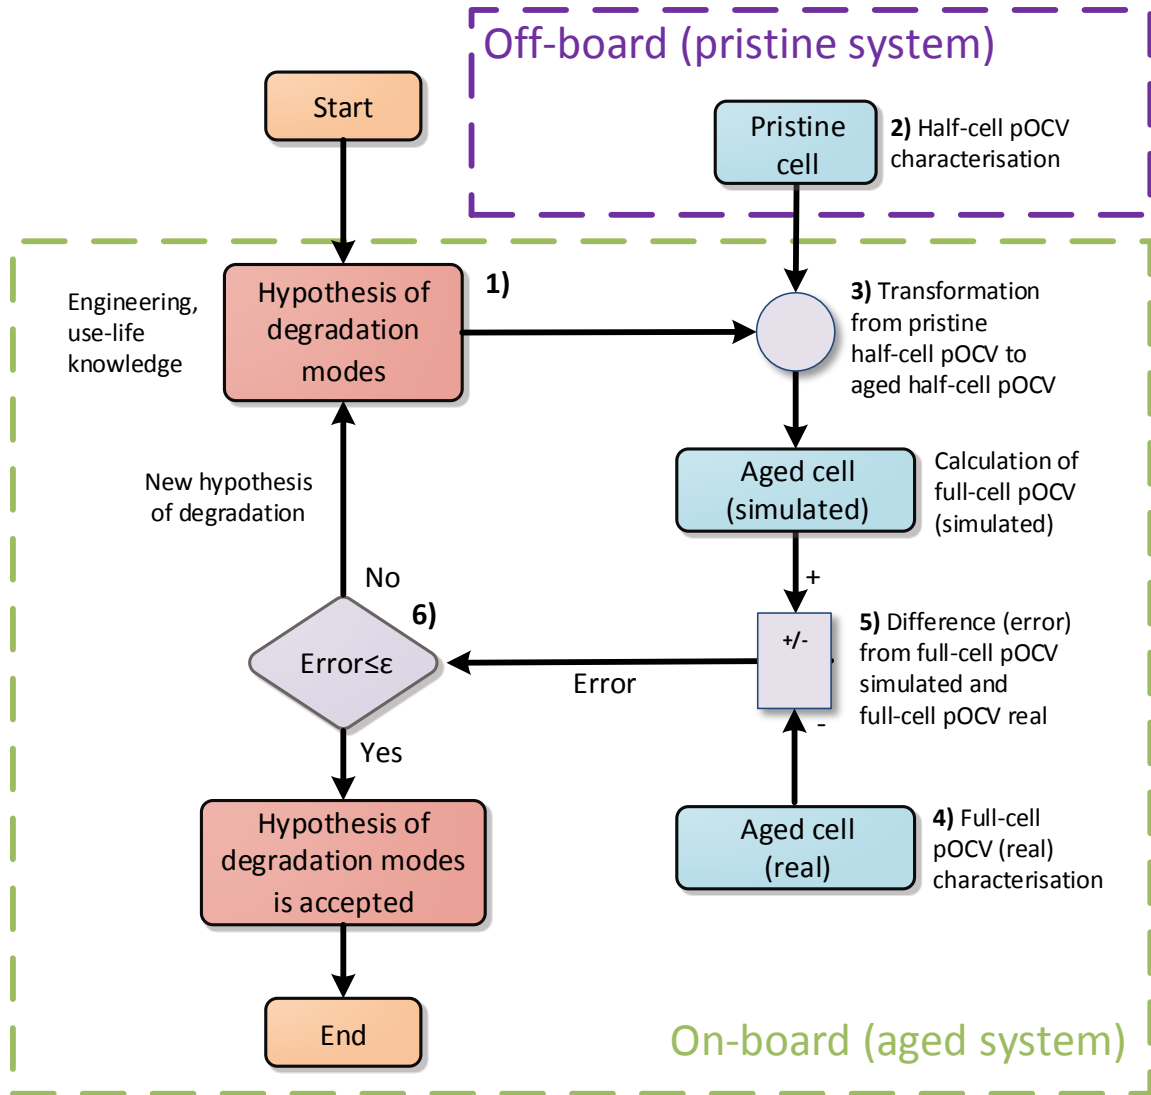 Off-board (pristine system)
Start
Pristine
cell
2) Half-cell pOCV
characterisation
Engineering,
use-life
knowledge
Hypothesis of
degradation
modes
1)
3) Transformation
from pristine
half-cell pOCV to
aged half-cell pOCV
New hypothesis
of degradation
Aged cell
(simulated)
Calculation of
full-cell pOCV
(simulated)
+
No
6)
Error≤ε
Error
+/-
5) Difference (error)
from full-cell pOCV
simulated and
full-cell pOCV real
-
Yes
Hypothesis of
degradation modes
is accepted
Aged cell
(real)
4) Full-cell
pOCV (real)
characterisation
End
On-board (aged system)